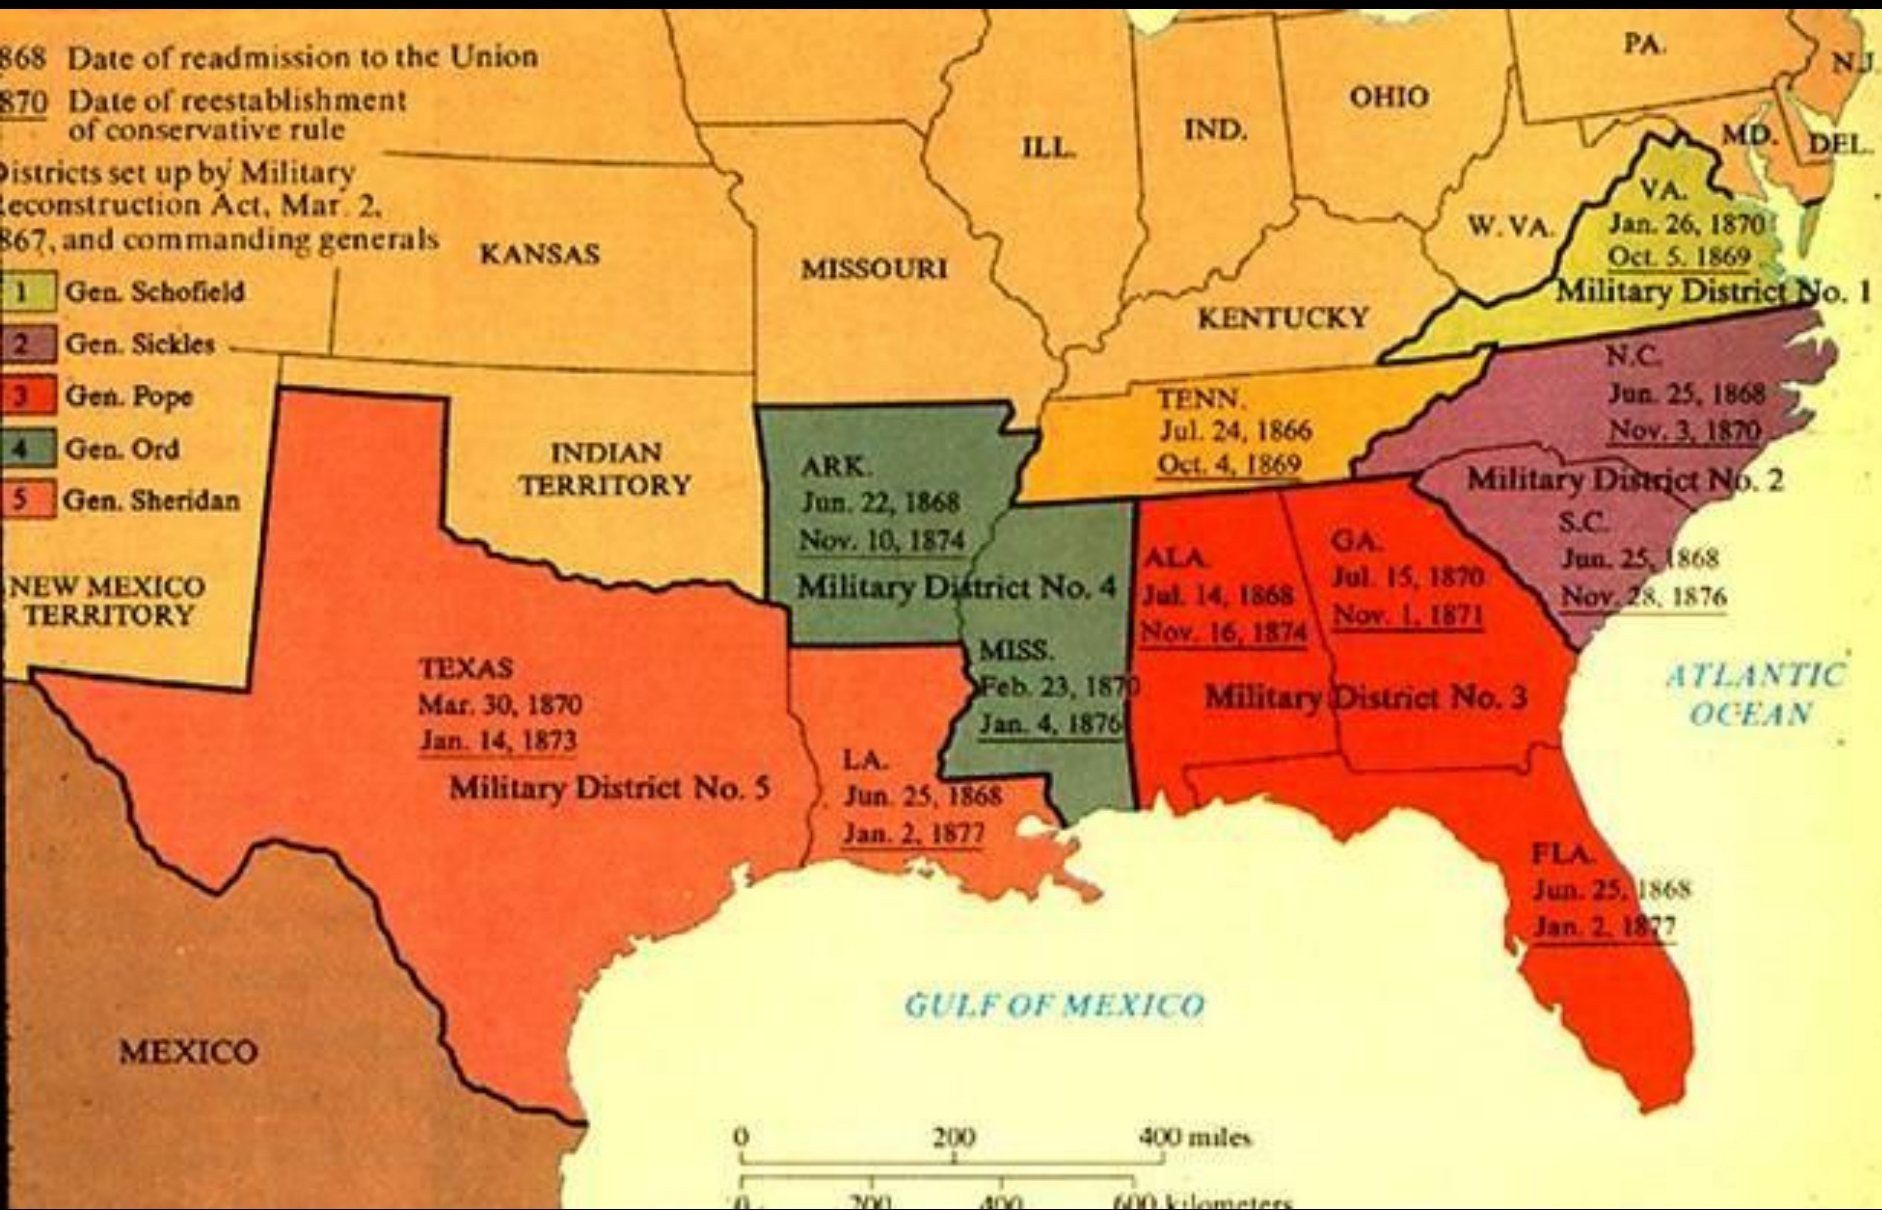 868 Date of readmission to the Union
870 Date of reestablishment
of conservative rule
Districts set up by Military
Reconstruction Act, Mar. 2,
867, and commanding generals
1 Gen. Schofield
2 Gen. Sickles
3 Gen. Pope
4 Gen. Ord
5 Gen. Sheridan
PA.
N.J.
OHIO
IND.
ILL.
MD.
DEL.
VA.
Jan. 26, 1870
Oct. 5. 1869
Military District No. 1
W. VA.
KANSAS
MISSOURI
KENTUCKY
N.C.
Jun. 25, 1868
Nov. 3, 1870
Military District No. 2
S.C.
Jun. 25, 1868
Nov. 28, 1876
TENN.
Jul. 24, 1866
Oct. 4, 1869
INDIAN
TERRITORY
ARK.
Jun. 22, 1868
Nov. 10, 1874
Military District No. 4
MISS.
Feb. 23, 1870
Jan. 4, 1876
ALA.
Jul. 14, 1868
Nov. 16, 1874
GA.
Jul. 15, 1870
Nov. 1, 1871
Military District No. 3
NEW MEXICO
TERRITORY
TEXAS
Mar. 30, 1870
Jan. 14, 1873
Military District No. 5
LA.
Jun. 25, 1868
Jan. 2, 1877
FLA.
Jun. 25, 1868
Jan. 2, 1877
ATLANTIC
OCEAN
GULF OF MEXICO
MEXICO
0 200 400 miles
0 200 400 600 kilometers